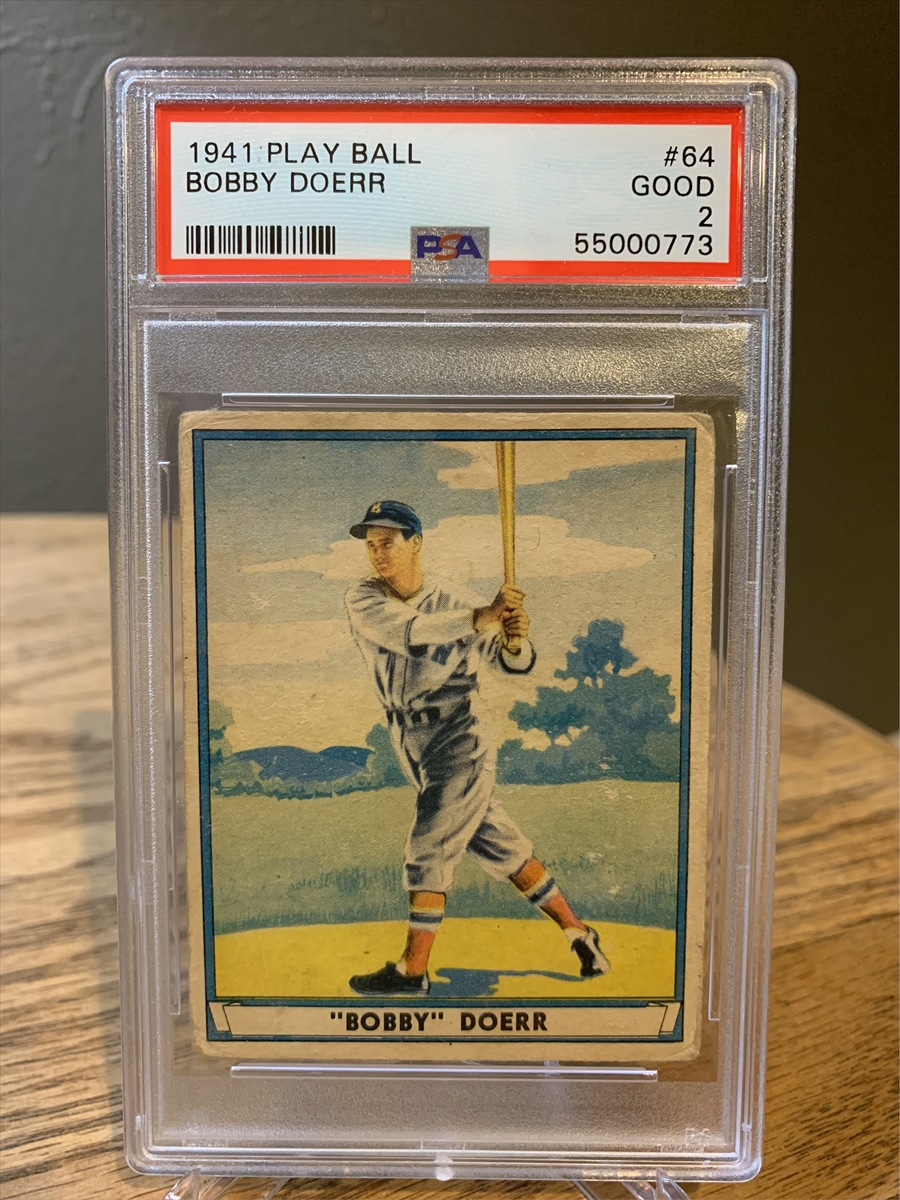 1941 PLAY BALL
BOBBY DOERR
#64
GOOD
2
55000773
PSA
B
"BOBBY" DOERR